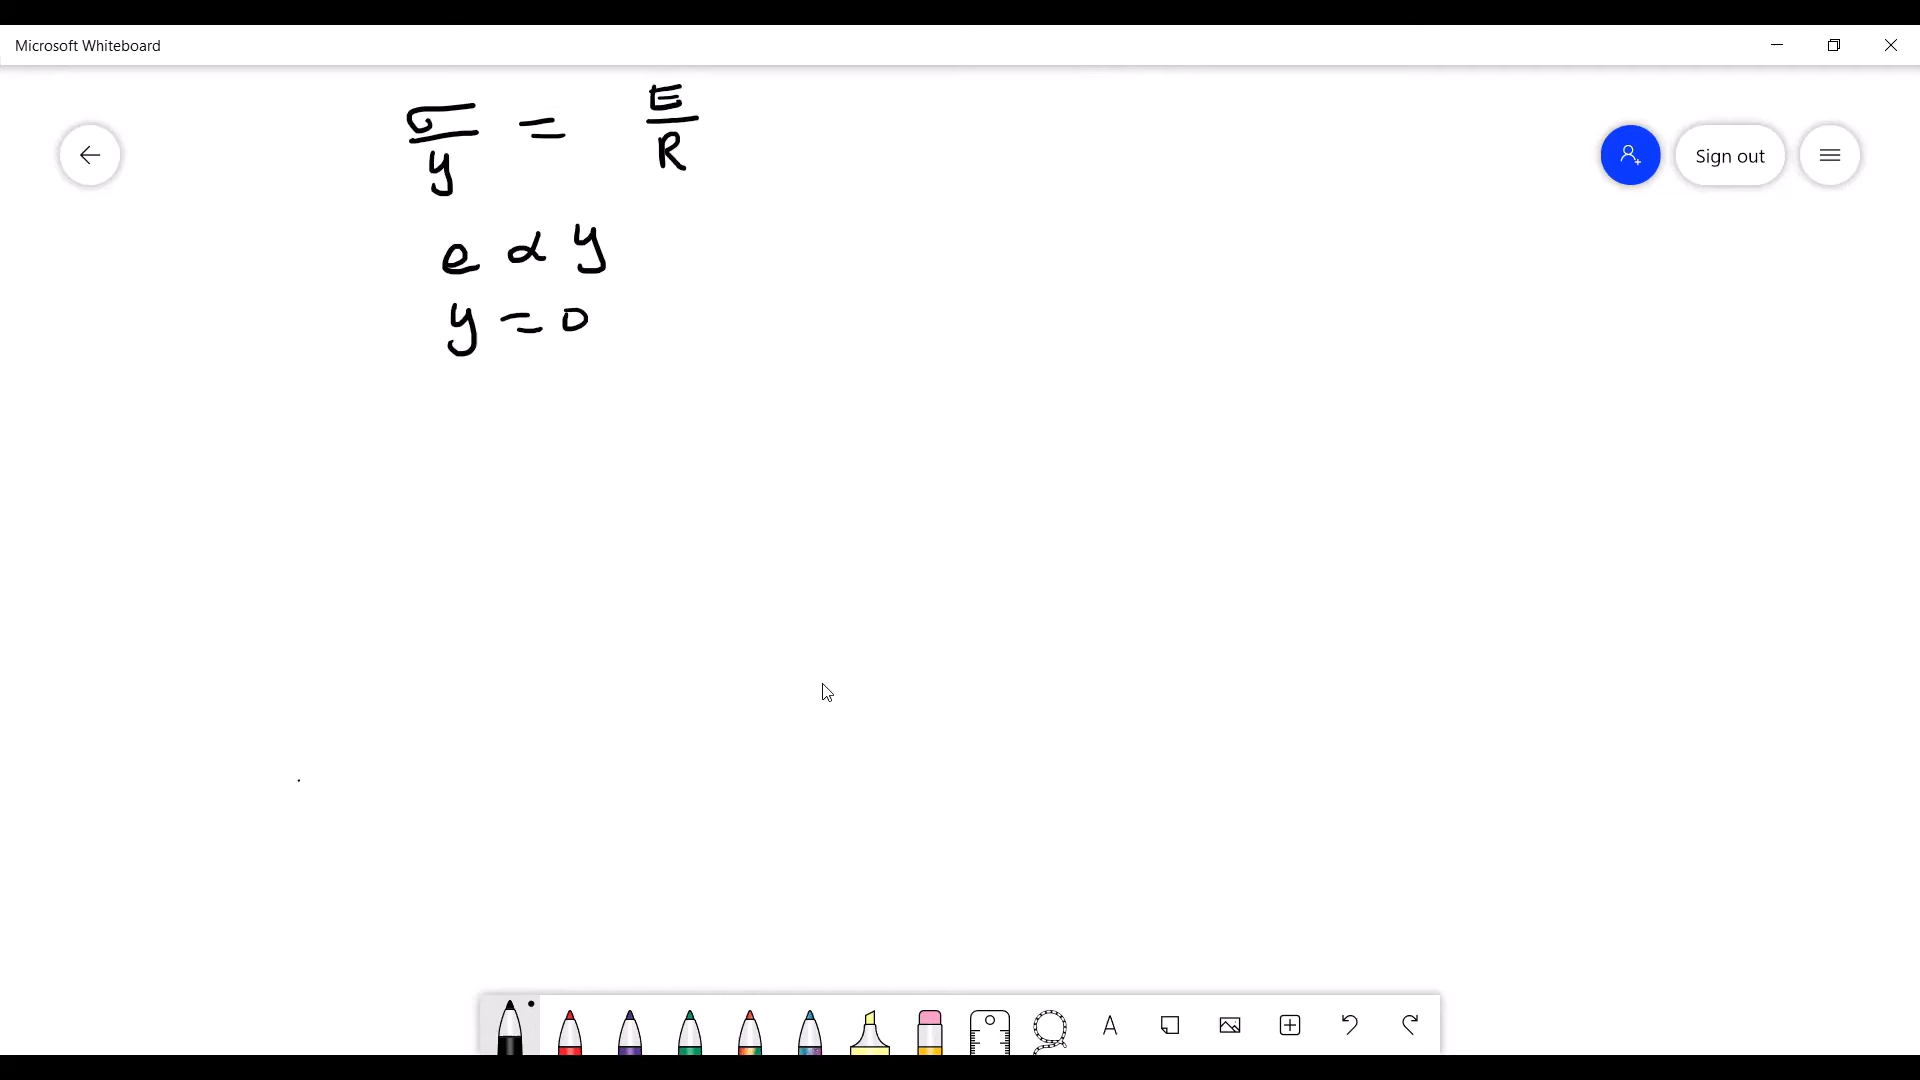 Microsoft Whiteboard
σ/y = E/R
Sign out
e α y
y = 0
A